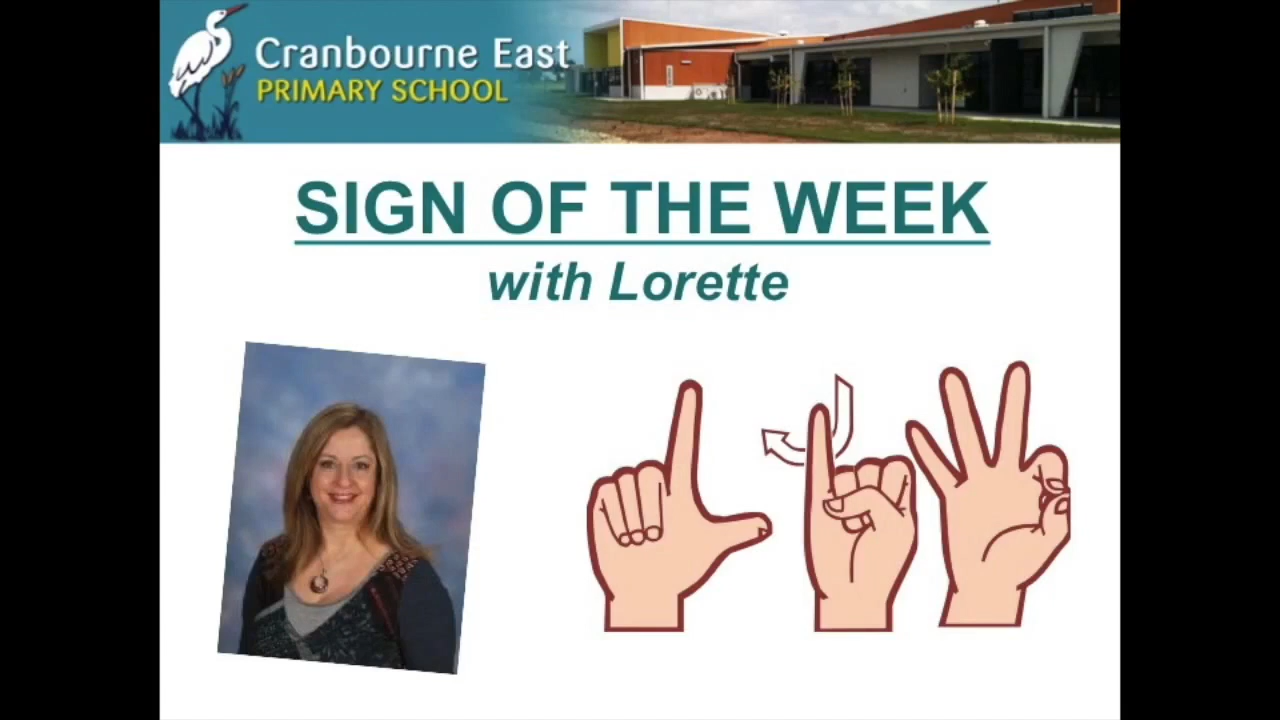 Cranbourne East
PRIMARY SCHOOL
SIGN OF THE WEEK
with Lorette